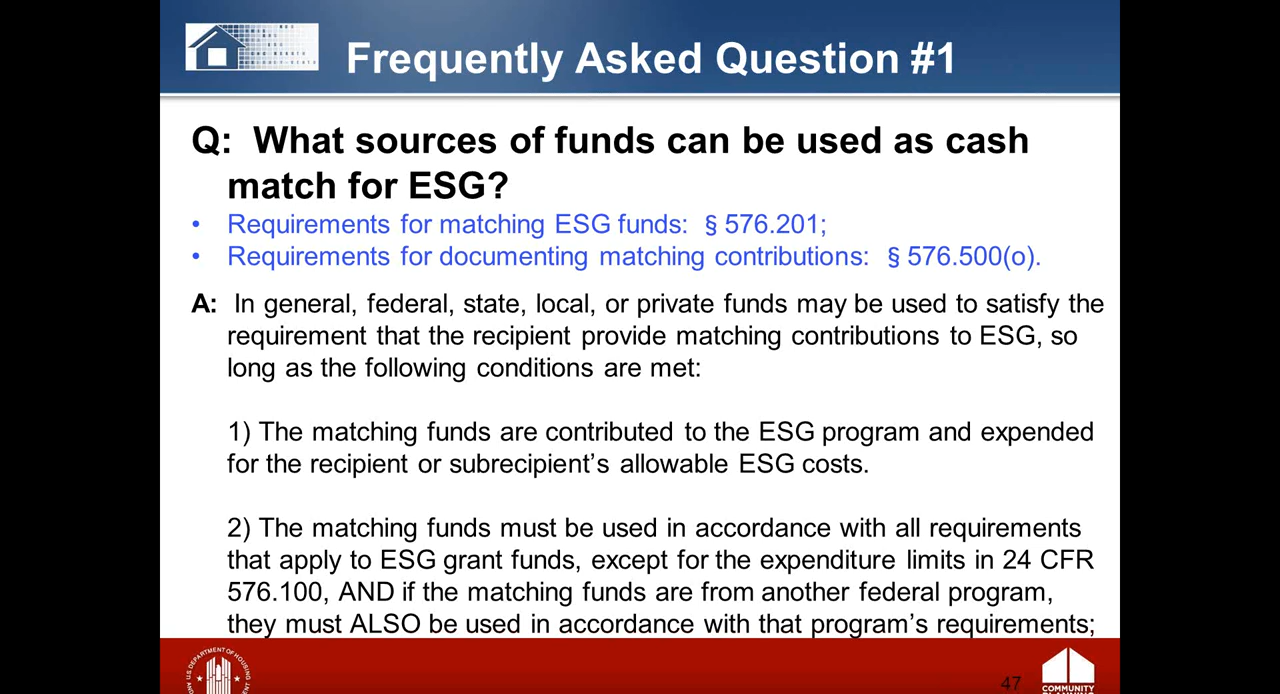 Frequently Asked Question #1
Q: What sources of funds can be used as cash
match for ESG?
• Requirements for matching ESG funds: § 576.201;
• Requirements for documenting matching contributions: § 576.500(o).
A: In general, federal, state, local, or private funds may be used to satisfy the
requirement that the recipient provide matching contributions to ESG, so
long as the following conditions are met:
1) The matching funds are contributed to the ESG program and expended
for the recipient or subrecipient’s allowable ESG costs.
2) The matching funds must be used in accordance with all requirements
that apply to ESG grant funds, except for the expenditure limits in 24 CFR
576.100, AND if the matching funds are from another federal program,
they must ALSO be used in accordance with that program’s requirements;
U.S. DEPARTMENT OF HOUSING
47
COMMUNITY